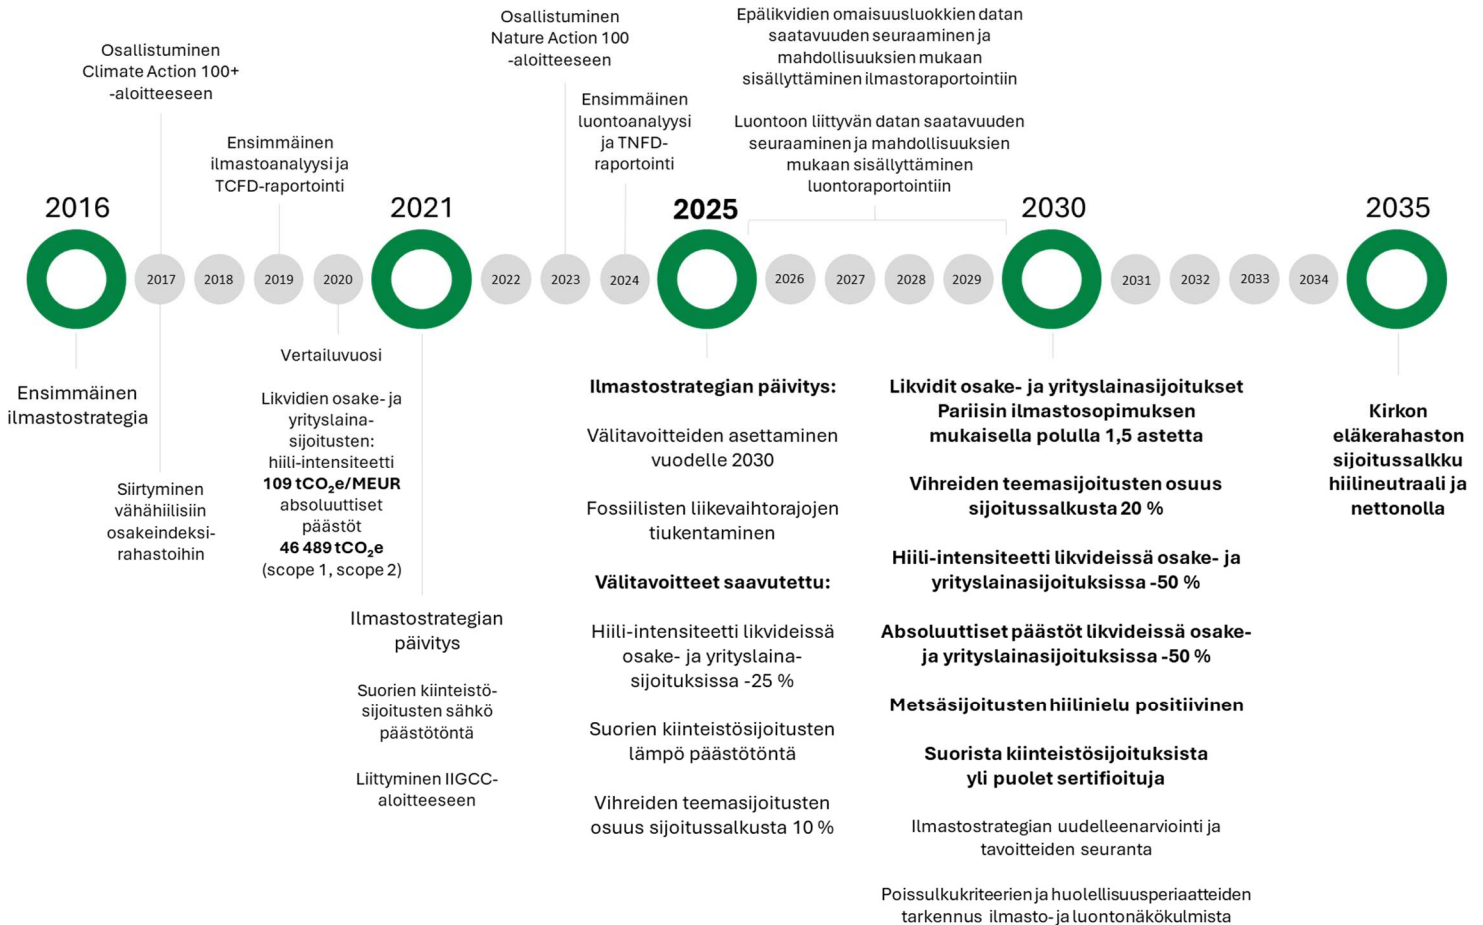 Osallistuminen
Climate Action 100+
-aloitteeseen
Ensimmäinen
ilmastoanalyysi ja
TCFD-raportointi
Osallistuminen
Nature Action 100
-aloitteeseen
Ensimmäinen
luontoanalyysi
ja TNFD-
raportointi
Epälikvidien omaisuusluokkien datan
saatavuuden seuraaminen ja
mahdollisuuksien mukaan
sisällyttäminen ilmastoraportointiin
Luontoon liittyvän datan saatavuuden
seuraaminen ja mahdollisuuksien
mukaan sisällyttäminen
luontoraportointiin
2016
2021
2025
2030
2035
2017
2018
2019
2020
2022
2023
2024
2026
2027
2028
2029
2031
2032
2033
2034
Ensimmäinen
ilmastostrategia
Siirtyminen
vähähiilisiin
osakeindeksi-
rahastoihin
Vertailuvuosi
Likvidien osake- ja
yrityslaina-
sijoitusten:
hiili-intensiteetti
109 tCO₂e/MEUR
absoluuttiset
päästöt
46 489 tCO₂e
(scope 1, scope 2)
Ilmastostrategian
päivitys
Suorien kiinteistö-
sijoitusten sähkö
päästötöntä
Liittyminen IIGCC-
aloitteeseen
Ilmastostrategian päivitys:
Välitavoitteiden asettaminen
vuodelle 2030
Fossiilisten liikevaihtorajojen
tiukentaminen
Välitavoitteet saavutettu:
Hiili-intensiteetti likvideissä
osake- ja yrityslaina-
sijoituksissa -25 %
Suorien kiinteistösijoitusten
lämpö päästötöntä
Vihreiden teemasijoitusten
osuus sijoitussalkusta 10 %
Likvidit osake- ja yrityslainasijoitukset
Pariisin ilmastosopimuksen
mukaisella polulla 1,5 astetta
Vihreiden teemasijoitusten osuus
sijoitussalkusta 20 %
Hiili-intensiteetti likvideissä osake- ja
yrityslainasijoituksissa -50 %
Absoluuttiset päästöt likvideissä osake-
ja yrityslainasijoituksissa -50 %
Metsäsijoitusten hiilinielu positiivinen
Suorista kiinteistösijoituksista
yli puolet sertifioituja
Ilmastostrategian uudelleenarviointi ja
tavoitteiden seuranta
Poissulkukriteerien ja huolellisuusperiaatteiden
tarkennus ilmasto- ja luontonäkökulmista
Kirkon
eläkerahaston
sijoitussalkku
hiilineutraali ja
nettonolla